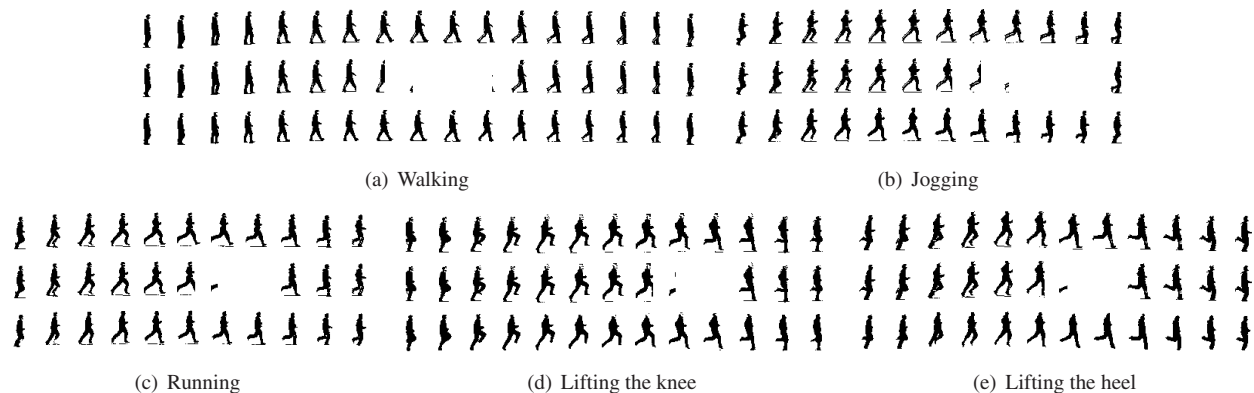 (a) Walking
(b) Jogging
(c) Running
(d) Lifting the knee
(e) Lifting the heel